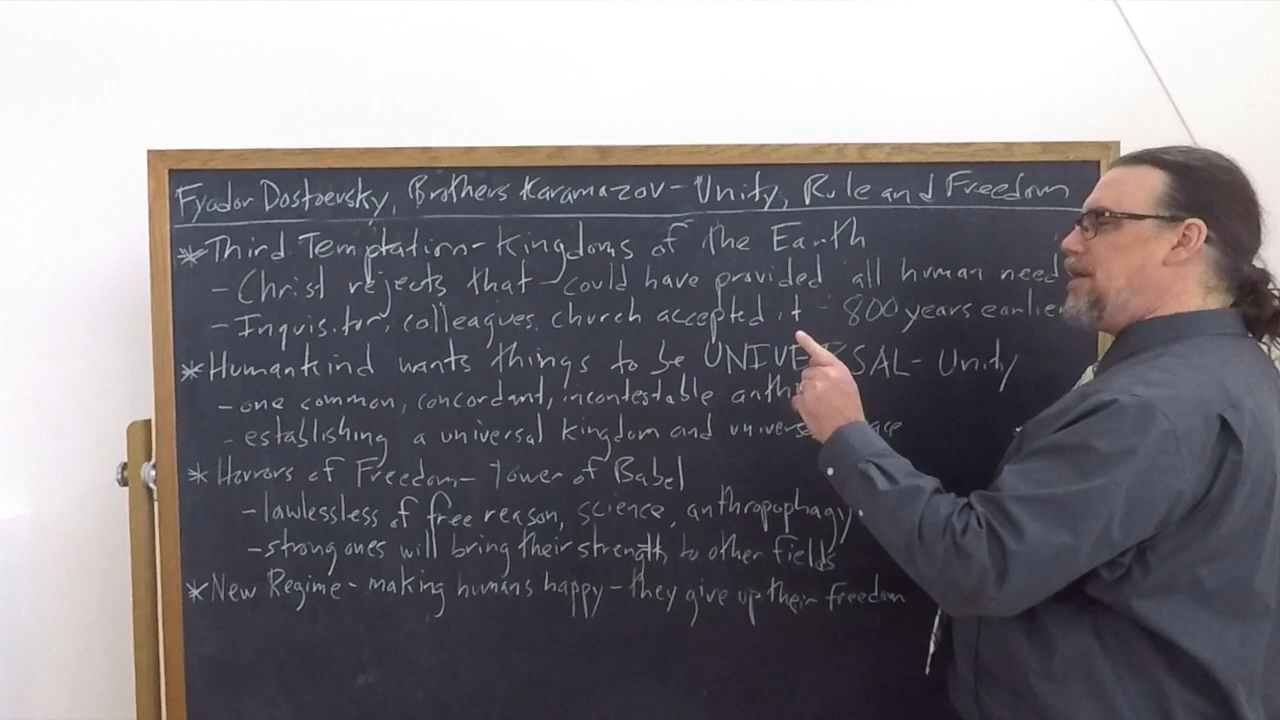 Fyodor Dostoevsky, Brothers Karamazov - Unity, Rule and Freedom
* Third Temptation - Kingdoms of the Earth
- Christ rejects that - could have provided all human need
- Inquisitor, colleagues, church accepted it - 800 years earlier
* Humankind wants things to be UNIVERSAL - Unity
- one common, concordant, incontestable anthi
- establishing a universal kingdom and univers ace
* Horrors of Freedom - Tower of Babel
- lawlessless of free reason, science, anthropophagy
- strong ones will bring their strength to other fields
* New Regime - making humans happy - they give up their freedom